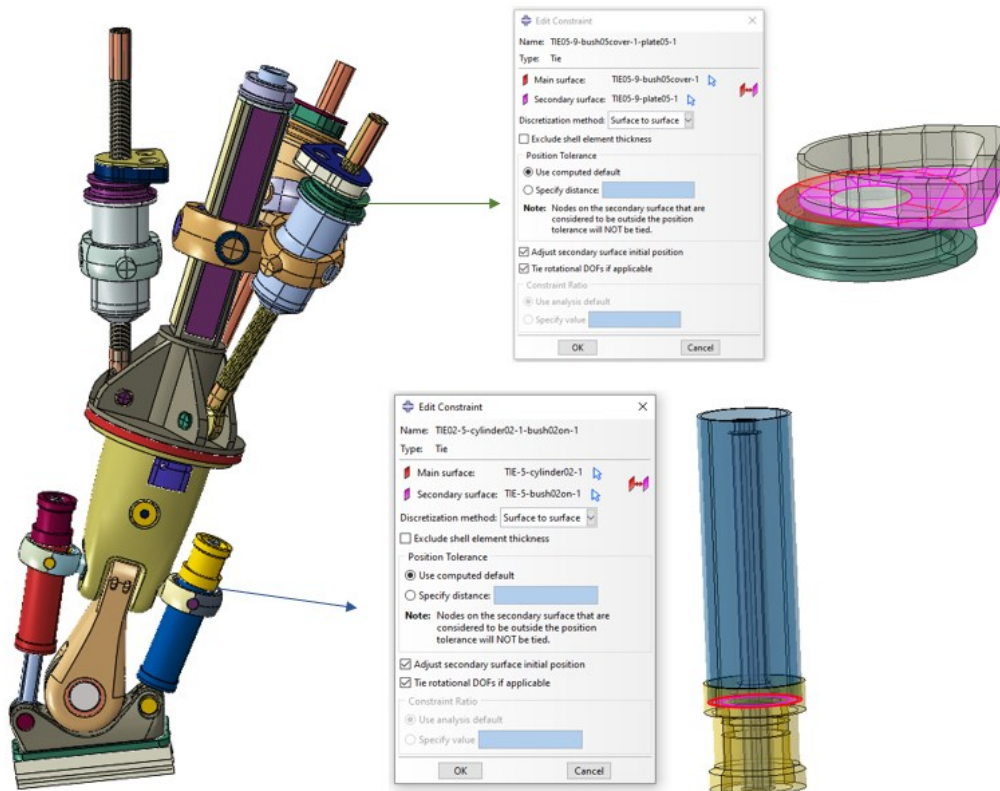 Edit Constraint
Name: TIE05-9-bush05cover-1-plate05-1
Type: Tie
Main surface: TIE05-9-bush05cover-1
Secondary surface: TIE05-9-plate05-1
Discretization method: Surface to surface
Exclude shell element thickness
Position Tolerance
Use computed default
Specify distance:
Note: Nodes on the secondary surface that are
considered to be outside the position
tolerance will NOT be tied.
Adjust secondary surface initial position
Tie rotational DOFs if applicable
Constraint Ratio
Use analysis default
Specify value
OK Cancel
Edit Constraint
Name: TIE02-5-cylinder02-1-bush02on-1
Type: Tie
Main surface: TIE-5-cylinder02-1
Secondary surface: TIE-5-bush02on-1
Discretization method: Surface to surface
Exclude shell element thickness
Position Tolerance
Use computed default
Specify distance:
Note: Nodes on the secondary surface that are
considered to be outside the position
tolerance will NOT be tied.
Adjust secondary surface initial position
Tie rotational DOFs if applicable
Constraint Ratio
Use analysis default
Specify value
OK Cancel